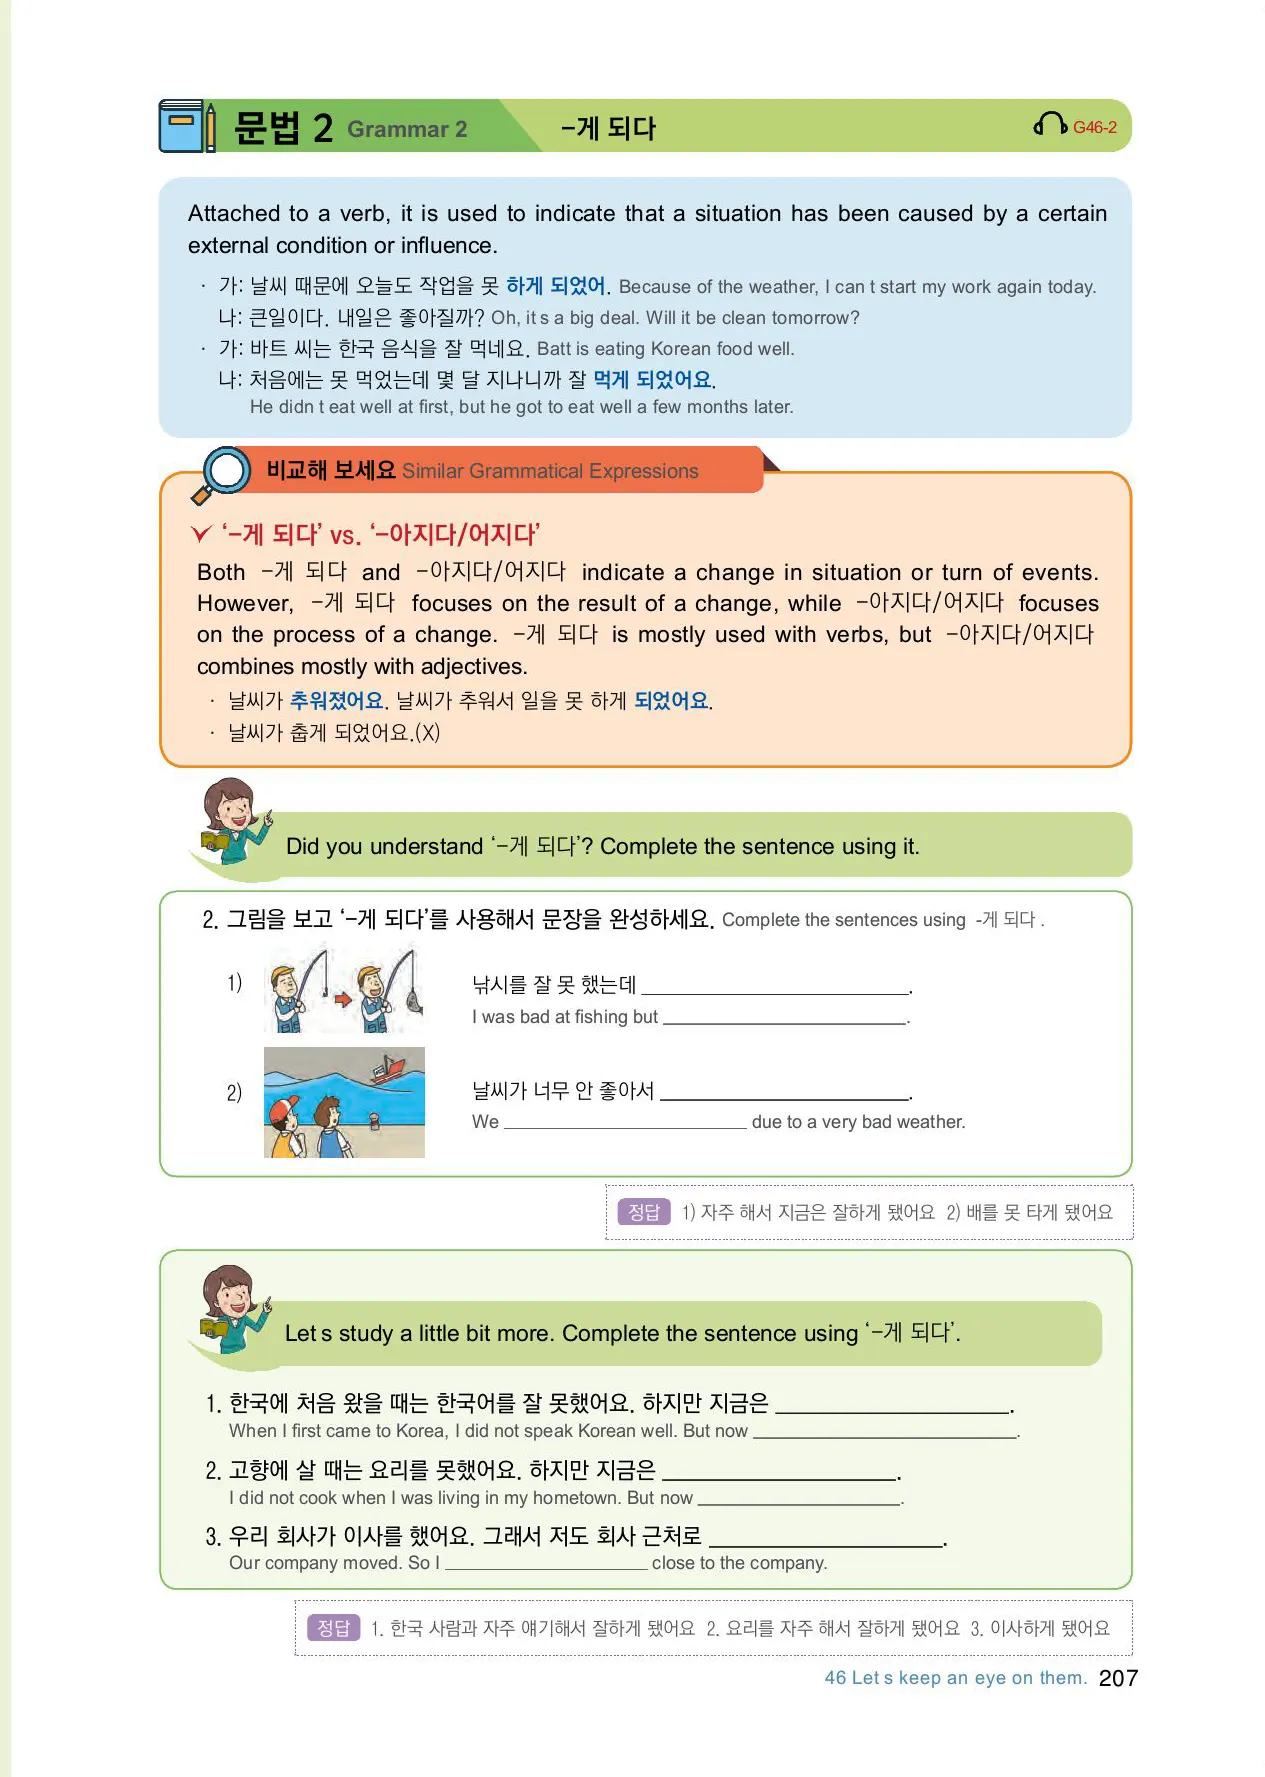 문법 2 Grammar 2 -게 되다 G46-2
Attached to a verb, it is used to indicate that a situation has been caused by a certain
external condition or influence.
· 가: 날씨 때문에 오늘도 작업을 못 하게 되었어. Because of the weather, I can t start my work again today.
나: 큰일이다. 내일은 좋아질까? Oh, it s a big deal. Will it be clean tomorrow?
· 가: 바트 씨는 한국 음식을 잘 먹네요. Batt is eating Korean food well.
나: 처음에는 못 먹었는데 몇 달 지나니까 잘 먹게 되었어요.
He didn t eat well at first, but he got to eat well a few months later.
비교해 보세요 Similar Grammatical Expressions
‘-게 되다’ vs. ‘-아지다/어지다’
Both -게 되다 and -아지다/어지다 indicate a change in situation or turn of events.
However, -게 되다 focuses on the result of a change, while -아지다/어지다 focuses
on the process of a change. -게 되다 is mostly used with verbs, but -아지다/어지다
combines mostly with adjectives.
· 날씨가 추워졌어요. 날씨가 추워서 일을 못 하게 되었어요.
· 날씨가 춥게 되었어요.(X)
Did you understand ‘-게 되다’? Complete the sentence using it.
2. 그림을 보고 ‘-게 되다’를 사용해서 문장을 완성하세요. Complete the sentences using -게 되다 .
1) 낚시를 잘 못 했는데 ______________________.
I was bad at fishing but ______________________.
2) 날씨가 너무 안 좋아서 ______________________.
We ______________________ due to a very bad weather.
정답 1) 자주 해서 지금은 잘하게 됐어요 2) 배를 못 타게 됐어요
Let s study a little bit more. Complete the sentence using ‘-게 되다’.
1. 한국에 처음 왔을 때는 한국어를 잘 못했어요. 하지만 지금은 ____________________.
When I first came to Korea, I did not speak Korean well. But now ______________________.
2. 고향에 살 때는 요리를 못했어요. 하지만 지금은 ____________________.
I did not cook when I was living in my hometown. But now ____________________.
3. 우리 회사가 이사를 했어요. 그래서 저도 회사 근처로 ____________________.
Our company moved. So I ____________________ close to the company.
정답 1. 한국 사람과 자주 얘기해서 잘하게 됐어요 2. 요리를 자주 해서 잘하게 됐어요 3. 이사하게 됐어요
46 Let s keep an eye on them. 207